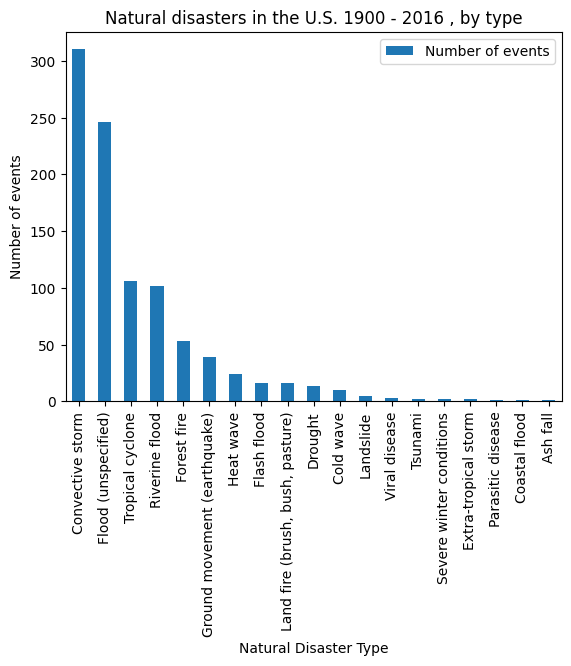 Natural disasters in the U.S. 1900 - 2016 , by type
Number of events
Number of events
300
250
200
150
100
50
0
Convective storm
Flood (unspecified)
Tropical cyclone
Riverine flood
Forest fire
Ground movement (earthquake)
Heat wave
Flash flood
Land fire (brush, bush, pasture)
Drought
Cold wave
Landslide
Viral disease
Tsunami
Severe winter conditions
Extra-tropical storm
Parasitic disease
Coastal flood
Ash fall
Natural Disaster Type